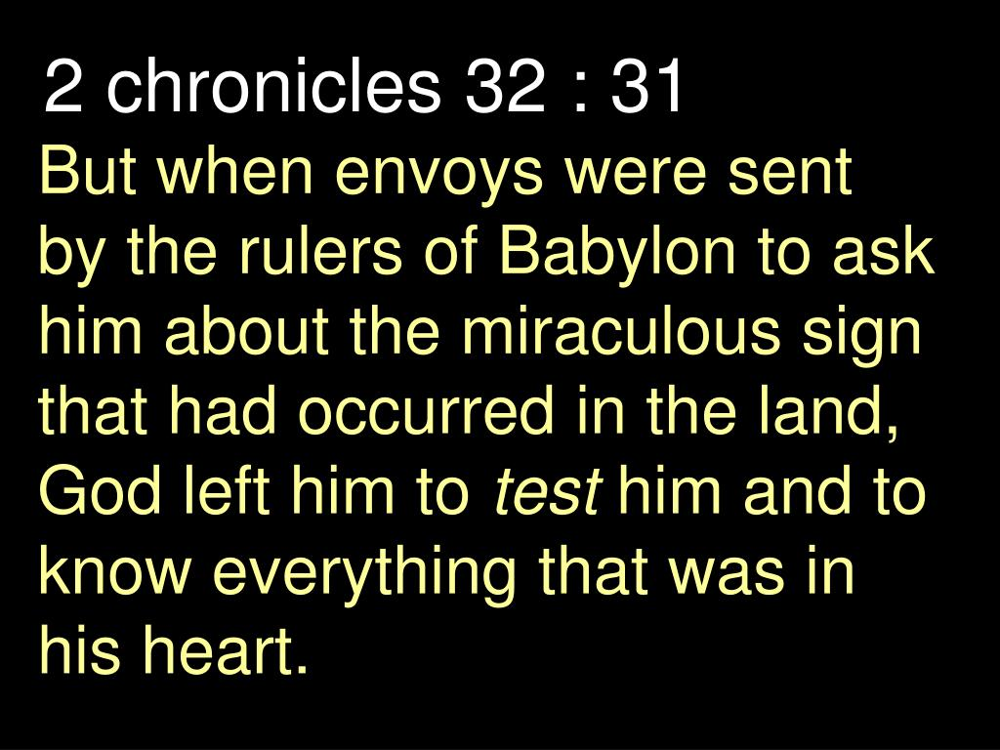 2 chronicles 32 : 31
But when envoys were sent
by the rulers of Babylon to ask
him about the miraculous sign
that had occurred in the land,
God left him to test him and to
know everything that was in
his heart.